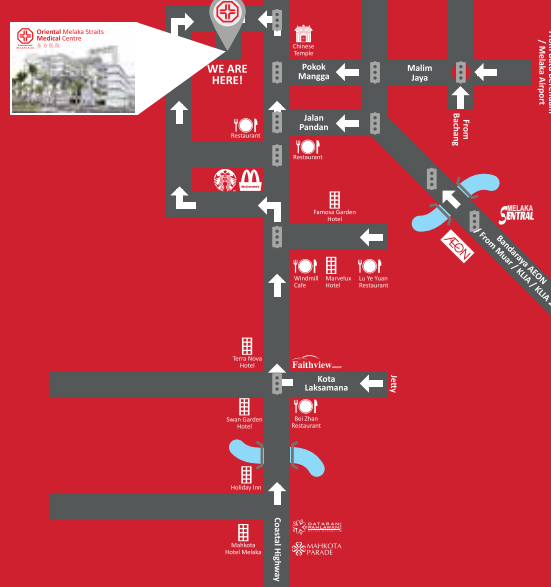 Oriental Melaka Straits
Medical Centre
WE ARE
HERE!
Chinese
Temple
Pokok
Mangga
Malim
Jaya
/ Melaka Airport
From
Bachang
Jalan
Pandan
Restaurant
Restaurant
McDonald's
Famosa Garden
Hotel
MELAKA
SENTRAL
AEON
Bandaraya AEON
/ From Muar / KLIA / KLIA 2
Windmill
Cafe
Marvelux
Hotel
Lu Ye Yuan
Restaurant
Terra Nova
Hotel
Faithview
Kota
Laksamana
Jetty
Swan Garden
Hotel
Bei Zhan
Restaurant
Holiday Inn
Coastal Highway
DATARAN
PAHLAWAN
Mahkota
Hotel Melaka
MAHKOTA
PARADE